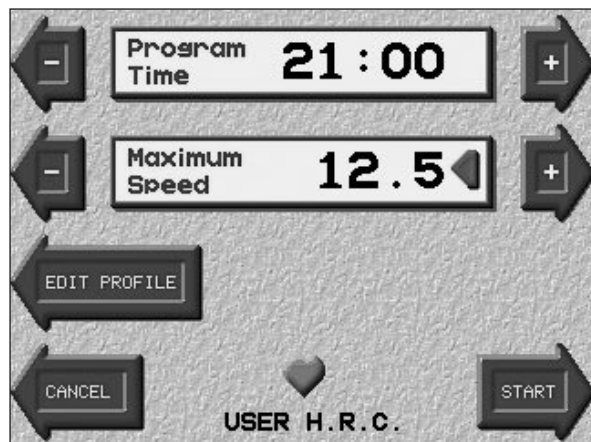 Program
Time
21:00
-
+
Maximum
Speed
12.5
-
+
EDIT PROFILE
CANCEL
USER H.R.C.
START